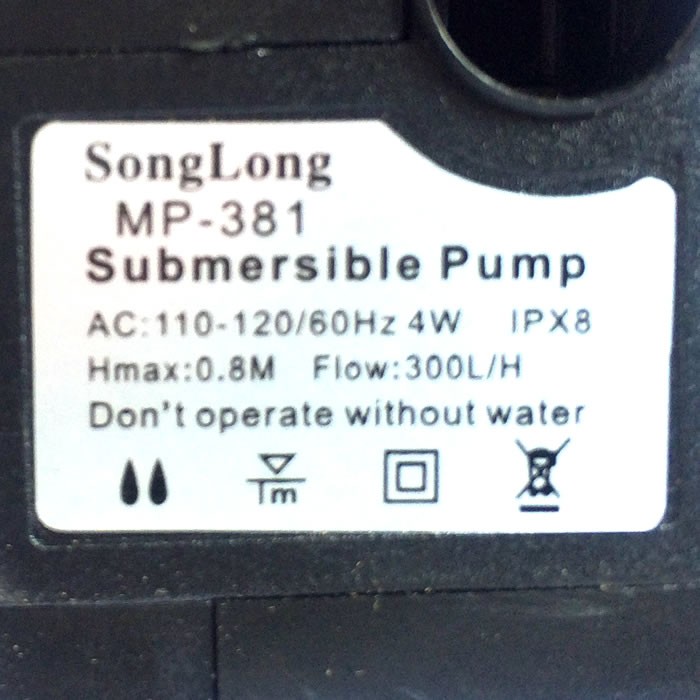 SongLong
MP-381
Submersible Pump
AC:110-120/60Hz 4W IPX8
Hmax:0.8M Flow:300L/H
Don't operate without water
1m